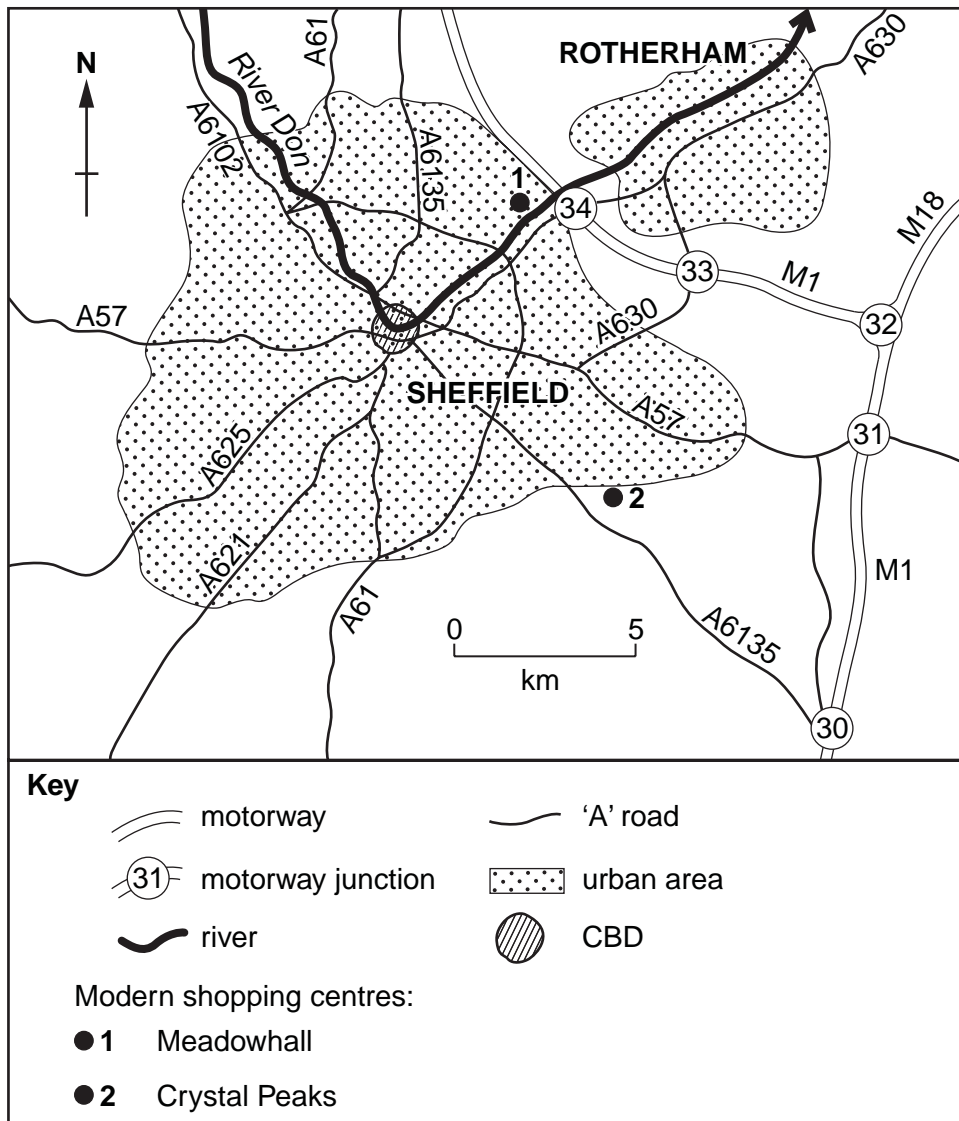 N
A61
A630
ROTHERHAM
River Don
A6102
A6135
1
34
M18
33
M1
32
A57
A630
SHEFFIELD
A57
31
A625
2
A621
A61
M1
0 5
km
A6135
30
Key
motorway
‘A’ road
31
motorway junction
urban area
river
CBD
Modern shopping centres:
1 Meadowhall
2 Crystal Peaks